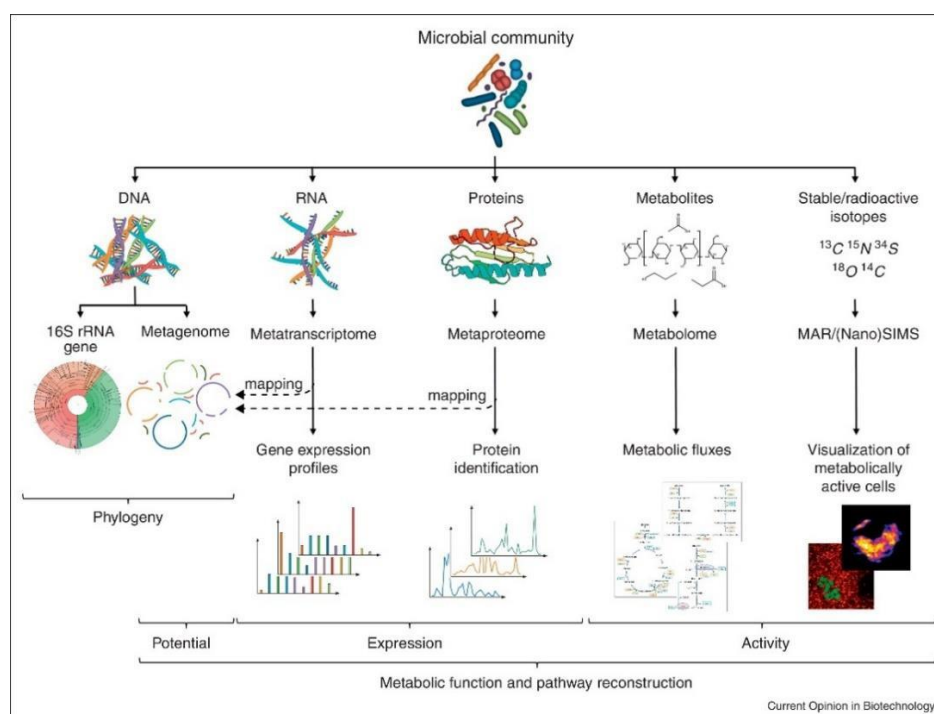 Microbial community
DNA
RNA
Proteins
Metabolites
Stable/radioactive
isotopes
¹³C ¹⁵N ³⁴S
¹⁸O ¹⁴C
16S rRNA
gene
Metagenome
Metatranscriptome
Metaproteome
Metabolome
MAR/(Nano)SIMS
mapping
mapping
Gene expression
profiles
Protein
identification
Metabolic fluxes
Visualization of
metabolically
active cells
Phylogeny
Potential
Expression
Activity
Metabolic function and pathway reconstruction
Current Opinion in Biotechnology